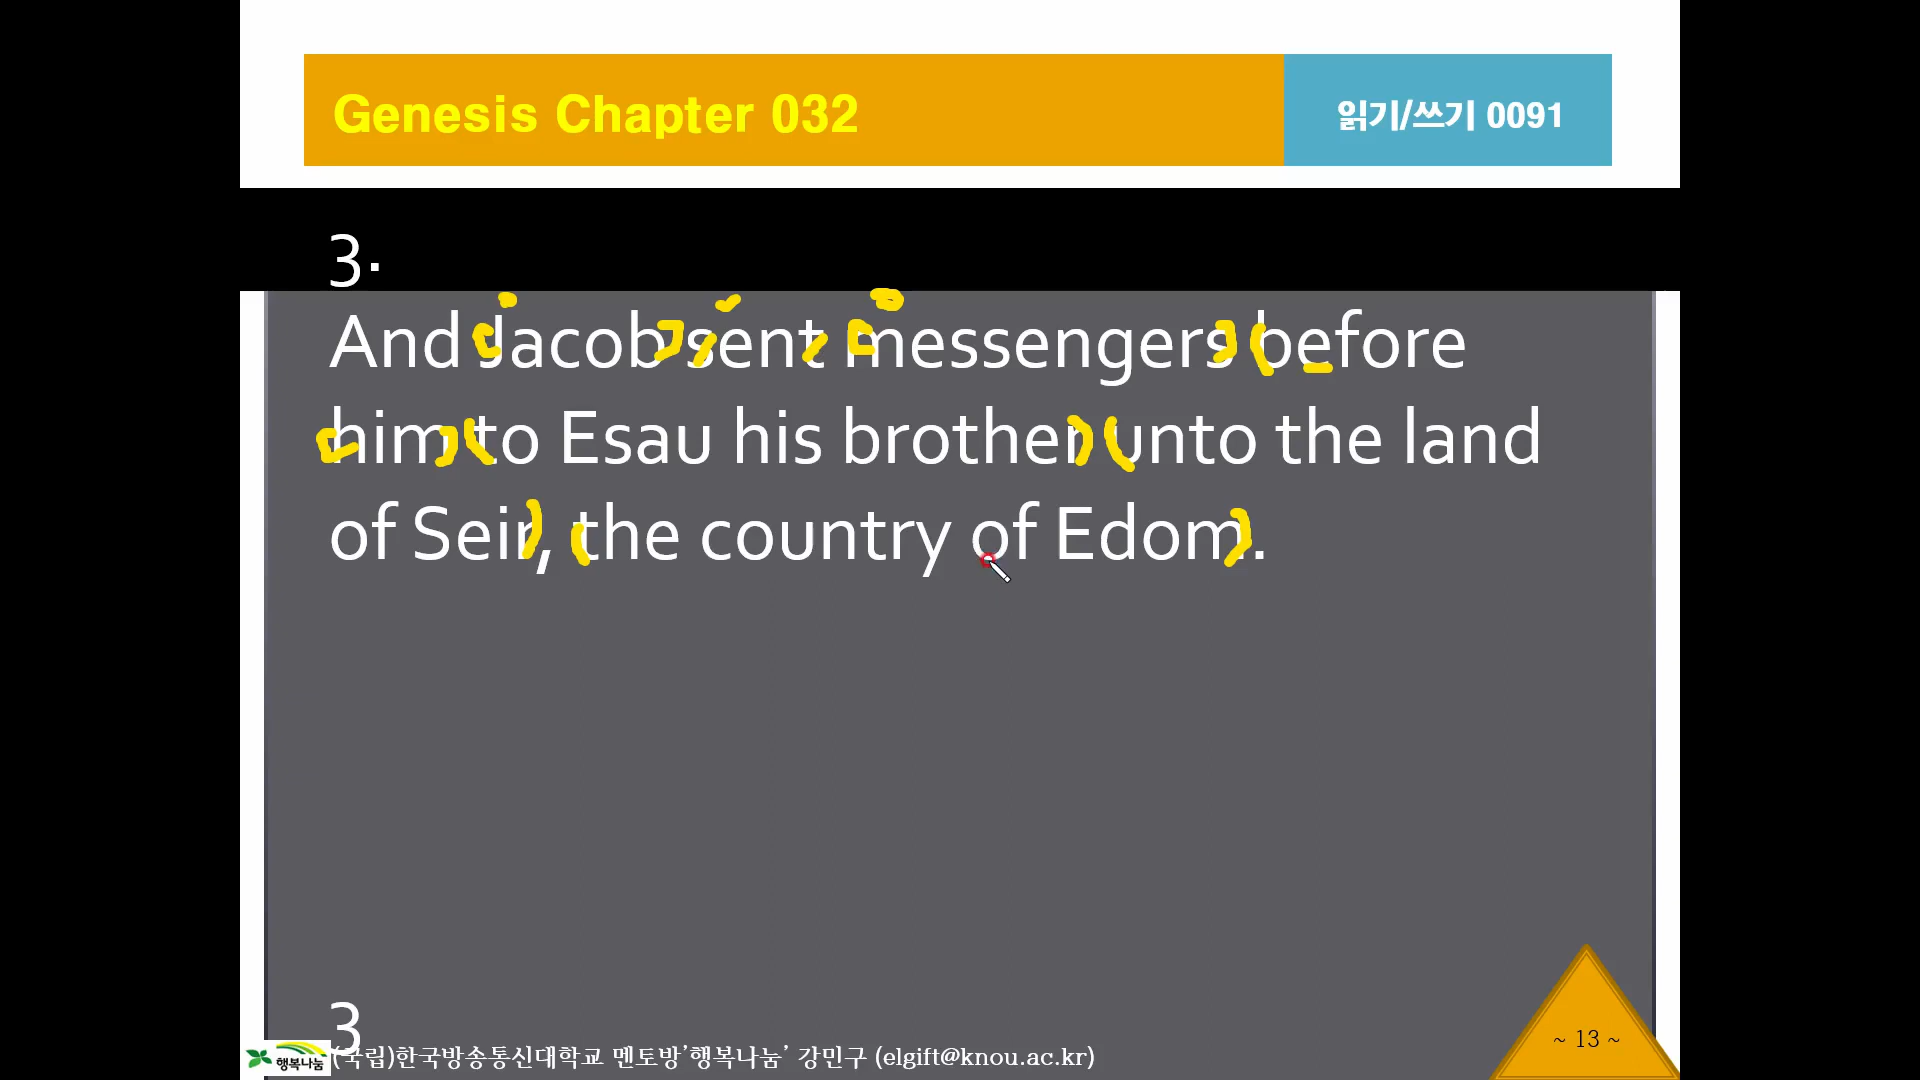 Genesis Chapter 032
읽기/쓰기 0091
3.
And Jacob sent messengers before
him to Esau his brother unto the land
of Seir, the country of Edom.
3
행복나눔
(국립)한국방송통신대학교 멘토방’행복나눔’ 강민구 (elgift@knou.ac.kr)
~ 13 ~